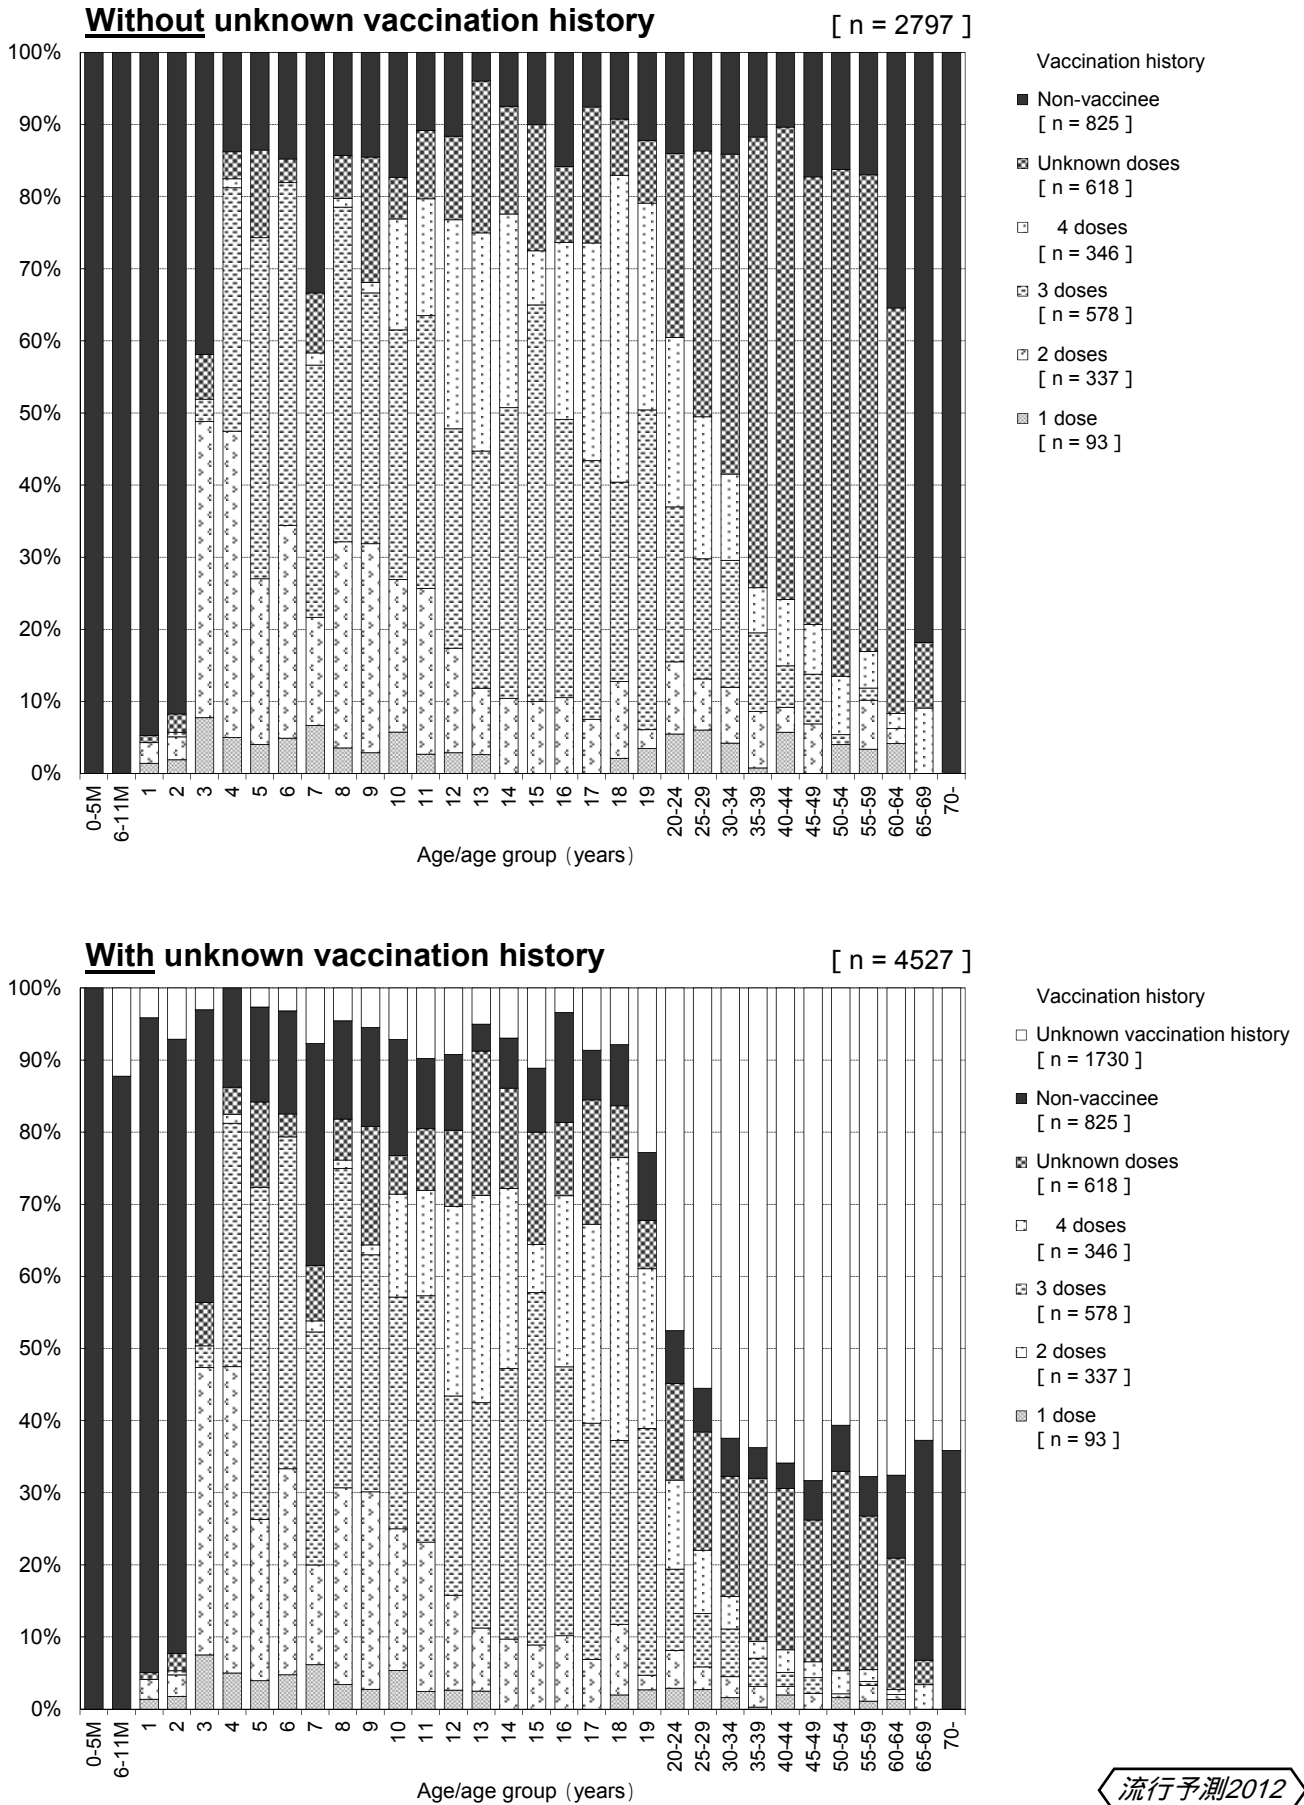 Without unknown vaccination history [ n = 2797 ]
100%
90%
80%
70%
60%
50%
40%
30%
20%
10%
0%
0-5M 6-11M 1 2 3 4 5 6 7 8 9 10 11 12 13 14 15 16 17 18 19 20-24 25-29 30-34 35-39 40-44 45-49 50-54 55-59 60-64 65-69 70-
Age/age group (years)
Vaccination history
Non-vaccinee
[ n = 825 ]
Unknown doses
[ n = 618 ]
4 doses
[ n = 346 ]
3 doses
[ n = 578 ]
2 doses
[ n = 337 ]
1 dose
[ n = 93 ]
With unknown vaccination history [ n = 4527 ]
100%
90%
80%
70%
60%
50%
40%
30%
20%
10%
0%
0-5M 6-11M 1 2 3 4 5 6 7 8 9 10 11 12 13 14 15 16 17 18 19 20-24 25-29 30-34 35-39 40-44 45-49 50-54 55-59 60-64 65-69 70-
Age/age group (years)
Vaccination history
Unknown vaccination history
[ n = 1730 ]
Non-vaccinee
[ n = 825 ]
Unknown doses
[ n = 618 ]
4 doses
[ n = 346 ]
3 doses
[ n = 578 ]
2 doses
[ n = 337 ]
1 dose
[ n = 93 ]
流行予測2012